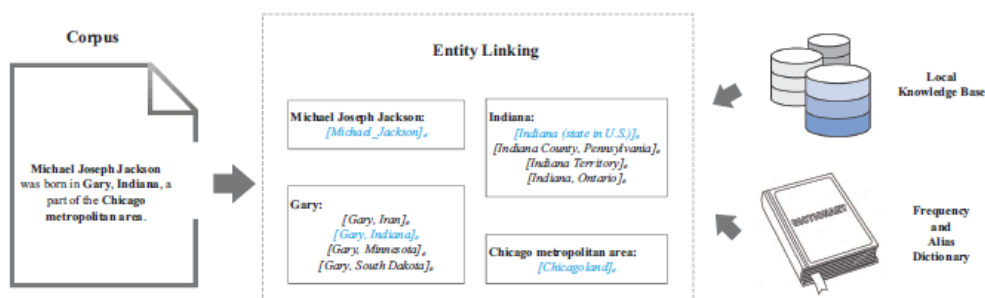 Corpus
Michael Joseph Jackson
was born in Gary, Indiana, a
part of the Chicago
metropolitan area.
Entity Linking
Michael Joseph Jackson:
[Michael_Jackson]e
Gary:
[Gary, Iran]e
[Gary, Indiana]e
[Gary, Minnesota]e
[Gary, South Dakota]e
Indiana:
[Indiana (state in U.S.)]e
[Indiana County, Pennsylvania]e
[Indiana Territory]e
[Indiana, Ontario]e
Chicago metropolitan area:
[Chicagoland]e
Local
Knowledge Base
DICTIONARY
Frequency
and
Alias
Dictionary